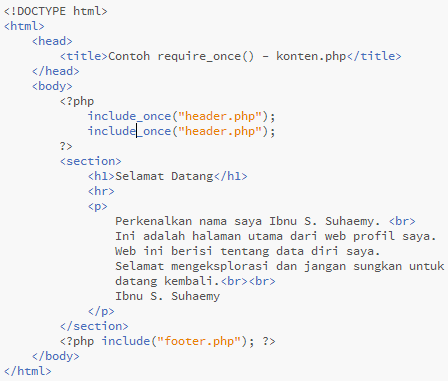 <!DOCTYPE html>
<html>
    <head>
        <title>Contoh require_once() – konten.php</title>
    </head>
    <body>
        <?php
            include_once("header.php");
            include_once("header.php");
        ?>
        <section>
            <h1>Selamat Datang</h1>
            <hr>
            <p>
                Perkenalkan nama saya Ibnu S. Suhaemy. <br>
                Ini adalah halaman utama dari web profil saya.
                Web ini berisi tentang data diri saya.
                Selamat mengeksplorasi dan jangan sungkan untuk
                datang kembali.<br><br>
                Ibnu S. Suhaemy
            </p>
        </section>
        <?php include("footer.php"); ?>
    </body>
</html>